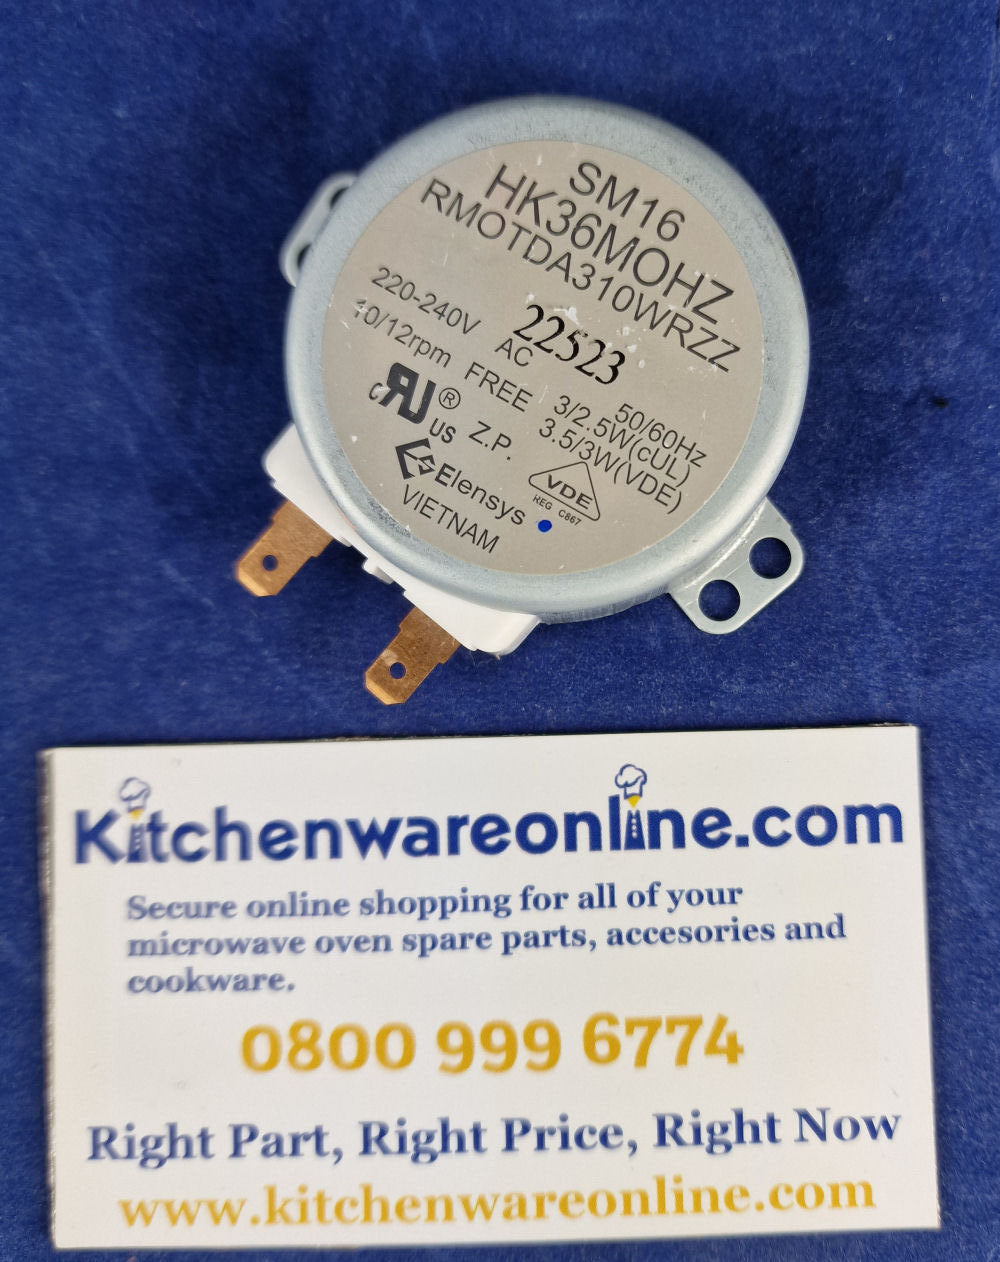 SM16
HK36MOHZ
RMOTDA310WRZZ
22523
220-240V AC 50/60Hz
10/12rpm FREE 3/2.5W(cUL)
3.5/3W(VDE)
c RU ® US Z.P.
VDE
REG C867
Elensys
VIETNAM
Kitchenwareonline.com
Secure online shopping for all of your
microwave oven spare parts, accesories and
cookware.
0800 999 6774
Right Part, Right Price, Right Now
www.kitchenwareonline.com